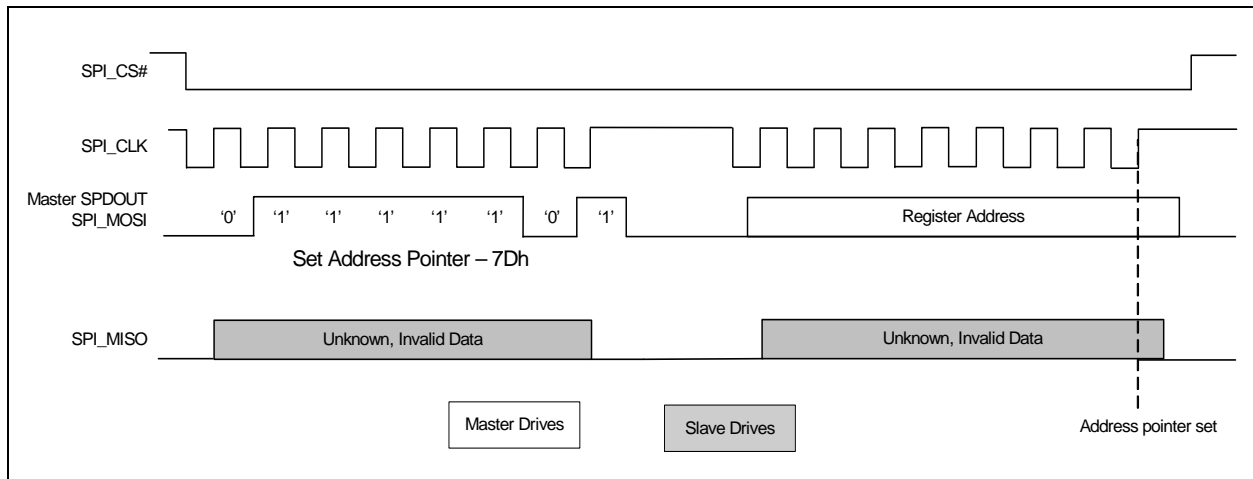 SPI_CS#
SPI_CLK
Master SPDOUT
SPI_MOSI
‘0’ ‘1’ ‘1’ ‘1’ ‘1’ ‘1’ ‘0’ ‘1’
Register Address
Set Address Pointer – 7Dh
SPI_MISO
Unknown, Invalid Data
Unknown, Invalid Data
Master Drives
Slave Drives
Address pointer set